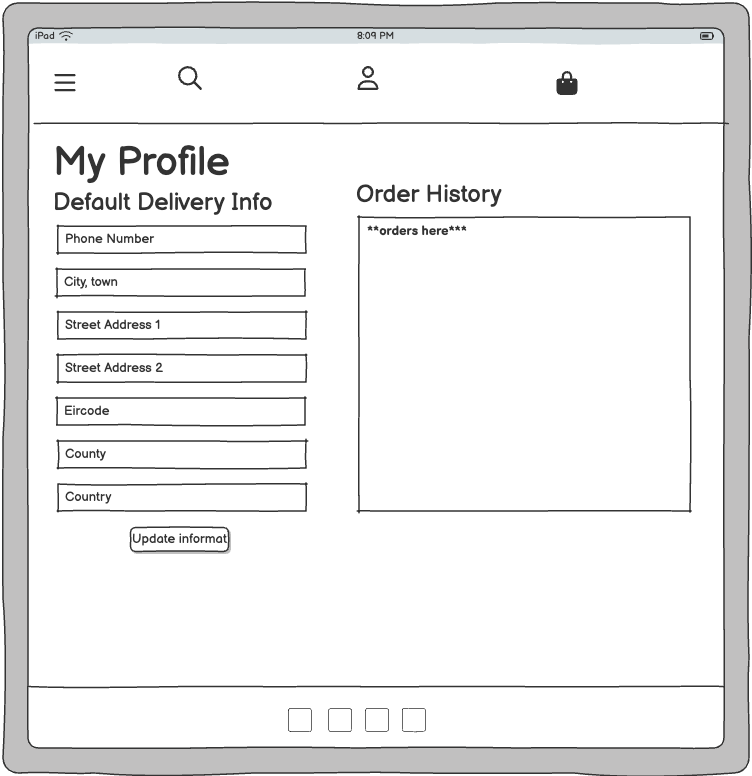 iPad
8:09 PM
My Profile
Default Delivery Info
Phone Number
City, town
Street Address 1
Street Address 2
Eircode
County
Country
Update informat
Order History
**orders here***